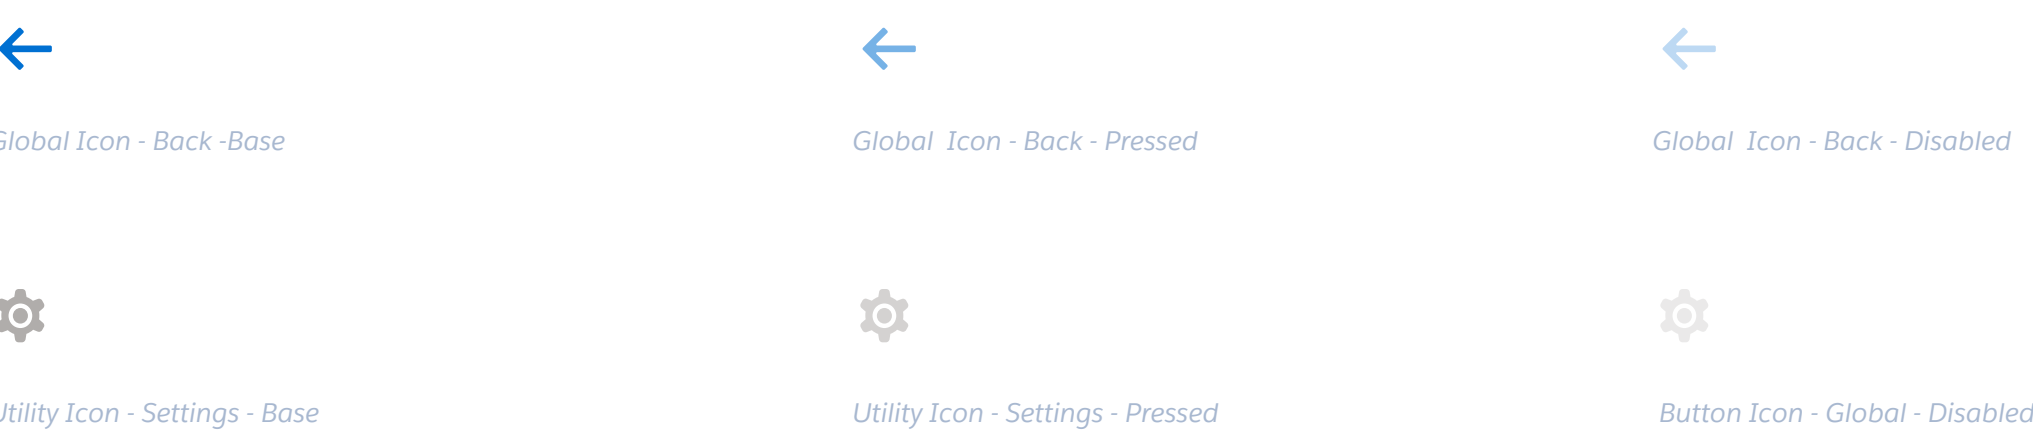 Global Icon - Back -Base
Global  Icon - Back - Pressed
Global  Icon - Back - Disabled
Utility Icon - Settings - Base
Utility Icon - Settings - Pressed
Button Icon - Global - Disabled